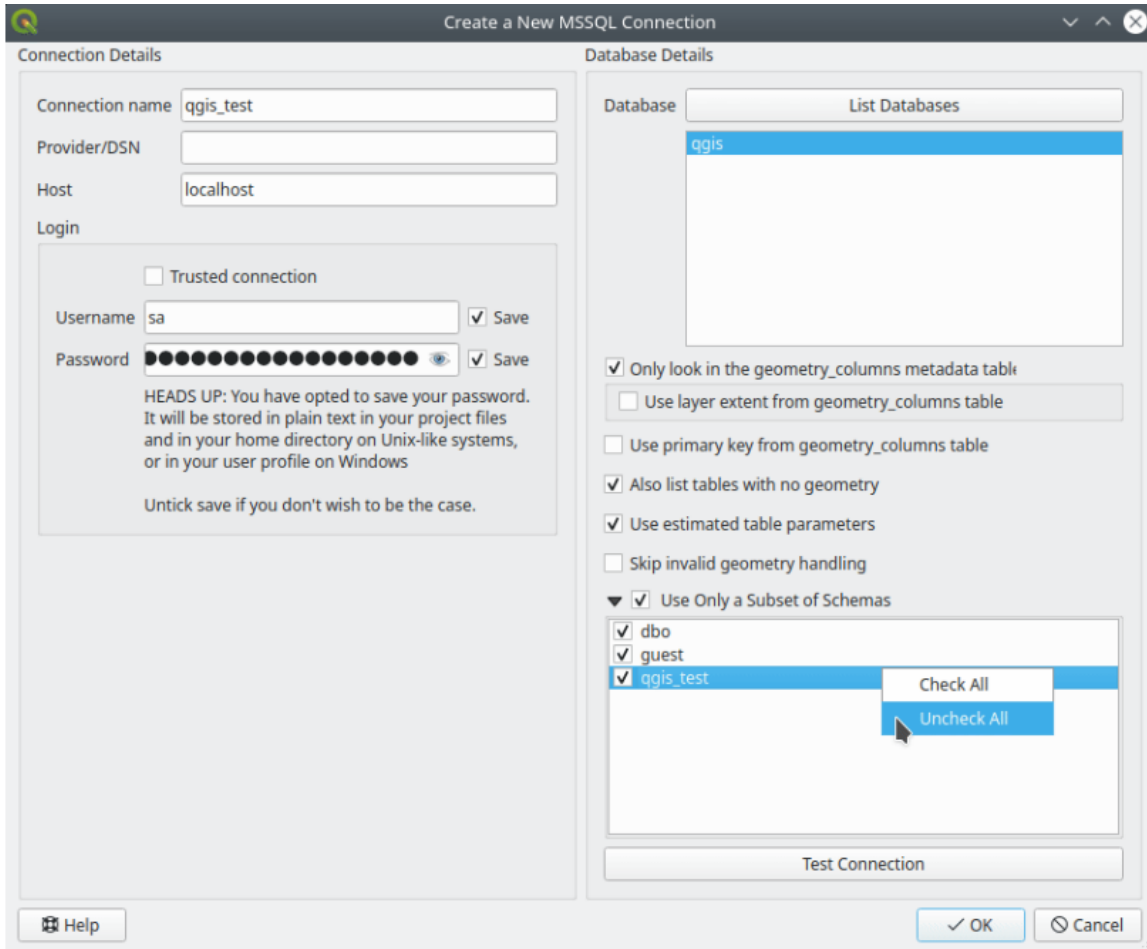 Create a New MSSQL Connection
Connection Details
Connection name qgis_test
Provider/DSN
Host localhost
Login
Trusted connection
Username sa Save
Password Save
HEADS UP: You have opted to save your password.
It will be stored in plain text in your project files
and in your home directory on Unix-like systems,
or in your user profile on Windows
Untick save if you don't wish to be the case.
Database Details
Database List Databases
qgis
Only look in the geometry_columns metadata table
Use layer extent from geometry_columns table
Use primary key from geometry_columns table
Also list tables with no geometry
Use estimated table parameters
Skip invalid geometry handling
Use Only a Subset of Schemas
dbo
guest
qgis_test
Check All
Uncheck All
Test Connection
Help
OK
Cancel